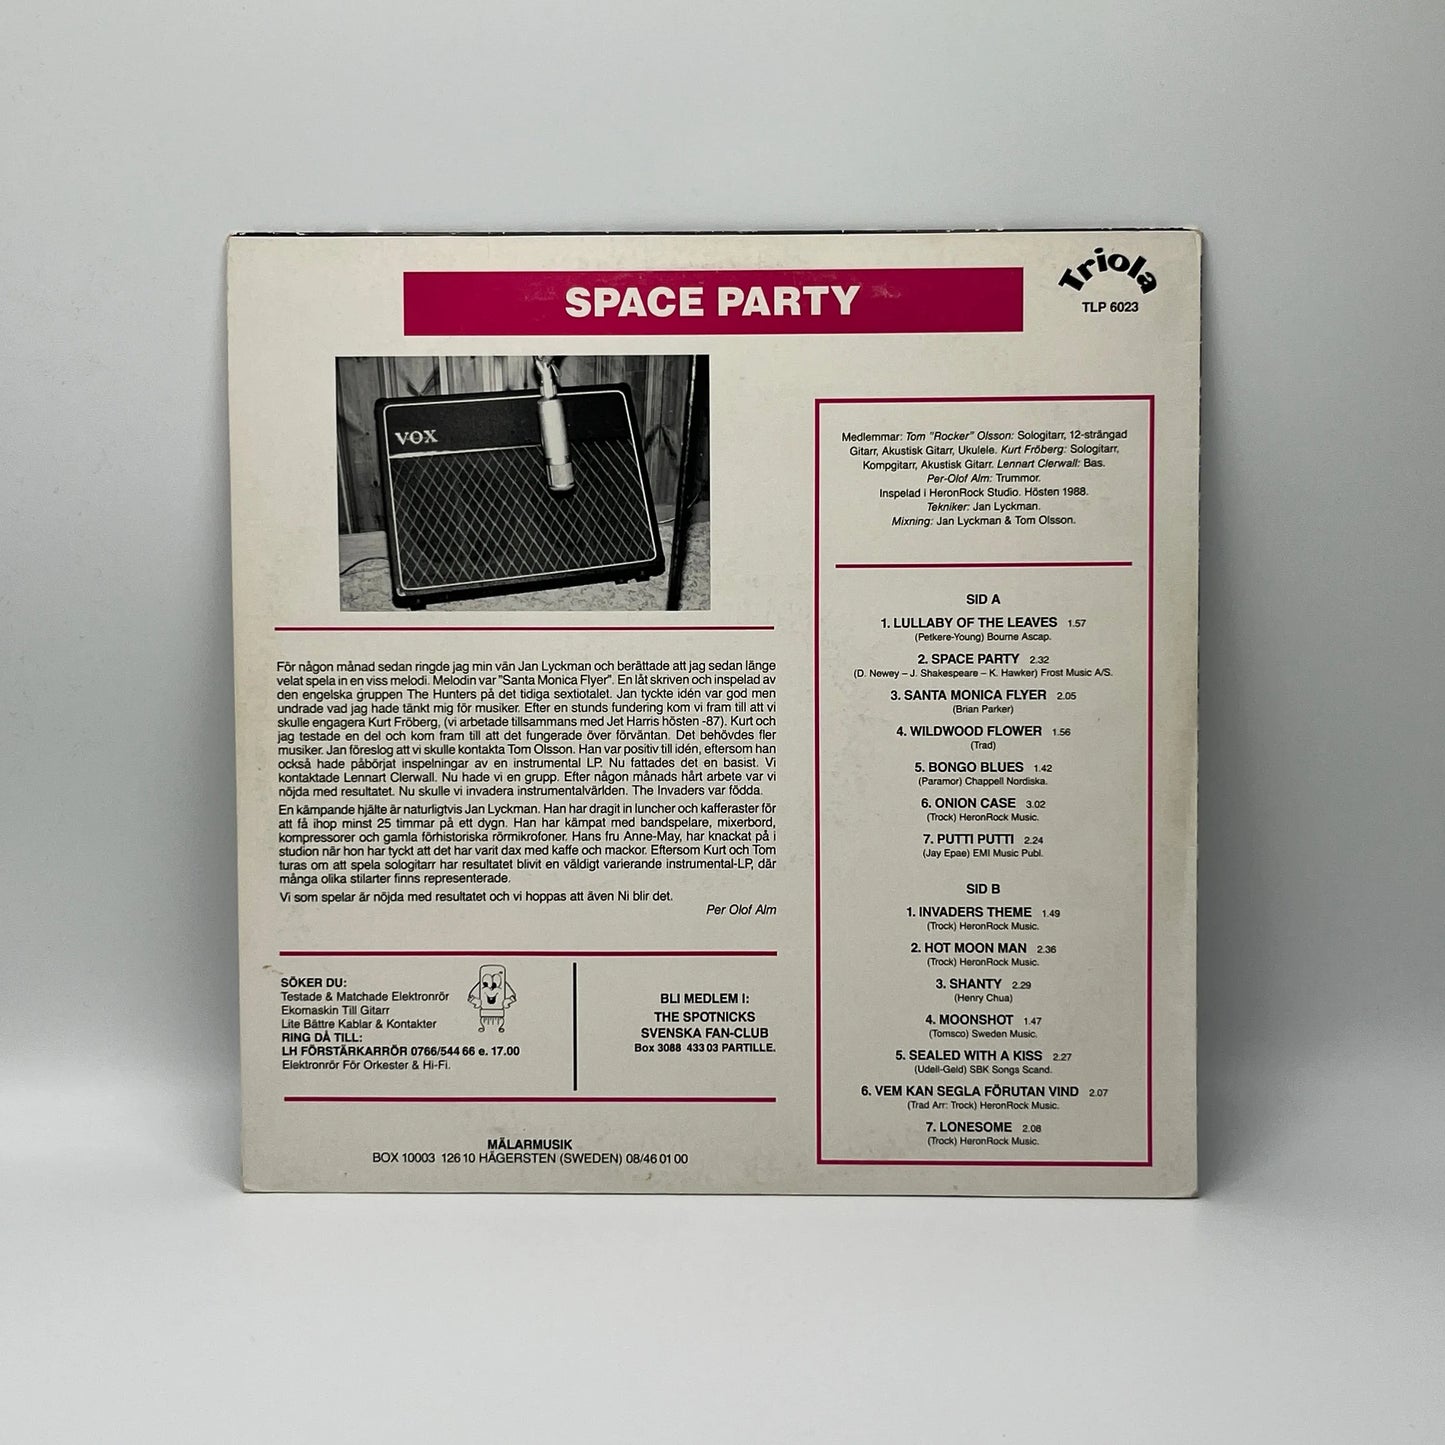 SPACE PARTY
Triola
TLP 6023
VOX
För någon månad sedan ringde jag min vän Jan Lyckman och berättade att jag sedan länge
velat spela in en viss melodi. Melodin var "Santa Monica Flyer". En låt skriven och inspelad av
den engelska gruppen The Hunters på det tidiga sextiotalet. Jan tyckte idén var god men
undrade vad jag hade tänkt mig för musiker. Efter en stunds fundering kom vi fram till att vi
skulle engagera Kurt Fröberg, (vi arbetade tillsammans med Jet Harris hösten -87). Kurt och
jag testade en del och kom fram till att det fungerade över förväntan. Det behövdes fler
musiker. Jan föreslog att vi skulle kontakta Tom Olsson. Han var positiv till idén, eftersom han
också hade påbörjat inspelningar av en instrumental LP. Nu fattades det en basist. Vi
kontaktade Lennart Clerwall. Nu hade vi en grupp. Efter någon månads hårt arbete var vi
nöjda med resultatet. Nu skulle vi invadera instrumentalvärlden. The Invaders var födda.
En kämpande hjälte är naturligtvis Jan Lyckman. Han har dragit in luncher och kafferaster för
att få ihop minst 25 timmar på ett dygn. Han har kämpat med bandspelare, mixerbord,
kompressorer och gamla förhistoriska rörmikrofoner. Hans fru Anne-May, har knackat på i
studion när hon har tyckt att det har varit dax med kaffe och mackor. Eftersom Kurt och Tom
turas om att spela sologitarr har resultatet blivit en väldigt varierande instrumental-LP, där
många olika stilarter finns representerade.
Vi som spelar är nöjda med resultatet och vi hoppas att även Ni blir det.
Per Olof Alm
SÖKER DU:
Testade & Matchade Elektronrör
Ekomaskin Till Gitarr
Lite Bättre Kablar & Kontakter
RING DÅ TILL:
LH FÖRSTÄRKARRÖR 0766/544 66 e. 17.00
Elektronrör För Orkester & Hi-Fi.
BLI MEDLEM I:
THE SPOTNICKS
SVENSKA FAN-CLUB
Box 3088 433 03 PARTILLE.
MÄLARMUSIK
BOX 10003 126 10 HÄGERSTEN (SWEDEN) 08/46 01 00
Medlemmar: Tom "Rocker" Olsson: Sologitarr, 12-strängad
Gitarr, Akustisk Gitarr, Ukulele. Kurt Fröberg: Sologitarr,
Kompgitarr, Akustisk Gitarr. Lennart Clerwall: Bas.
Per-Olof Alm: Trummor.
Inspelad i HeronRock Studio. Hösten 1988.
Tekniker: Jan Lyckman.
Mixning: Jan Lyckman & Tom Olsson.
SID A
1. LULLABY OF THE LEAVES 1.57
(Petkere-Young) Bourne Ascap.
2. SPACE PARTY 2.32
(D. Newey – J. Shakespeare – K. Hawker) Frost Music A/S.
3. SANTA MONICA FLYER 2.05
(Brian Parker)
4. WILDWOOD FLOWER 1.56
(Trad)
5. BONGO BLUES 1.42
(Paramor) Chappell Nordiska.
6. ONION CASE 3.02
(Trock) HeronRock Music.
7. PUTTI PUTTI 2.24
(Jay Epae) EMI Music Publ.
SID B
1. INVADERS THEME 1.49
(Trock) HeronRock Music.
2. HOT MOON MAN 2.36
(Trock) HeronRock Music.
3. SHANTY 2.29
(Henry Chua)
4. MOONSHOT 1.47
(Tomsco) Sweden Music.
5. SEALED WITH A KISS 2.27
(Udell-Geld) SBK Songs Scand.
6. VEM KAN SEGLA FÖRUTAN VIND 2.07
(Trad Arr: Trock) HeronRock Music.
7. LONESOME 2.08
(Trock) HeronRock Music.